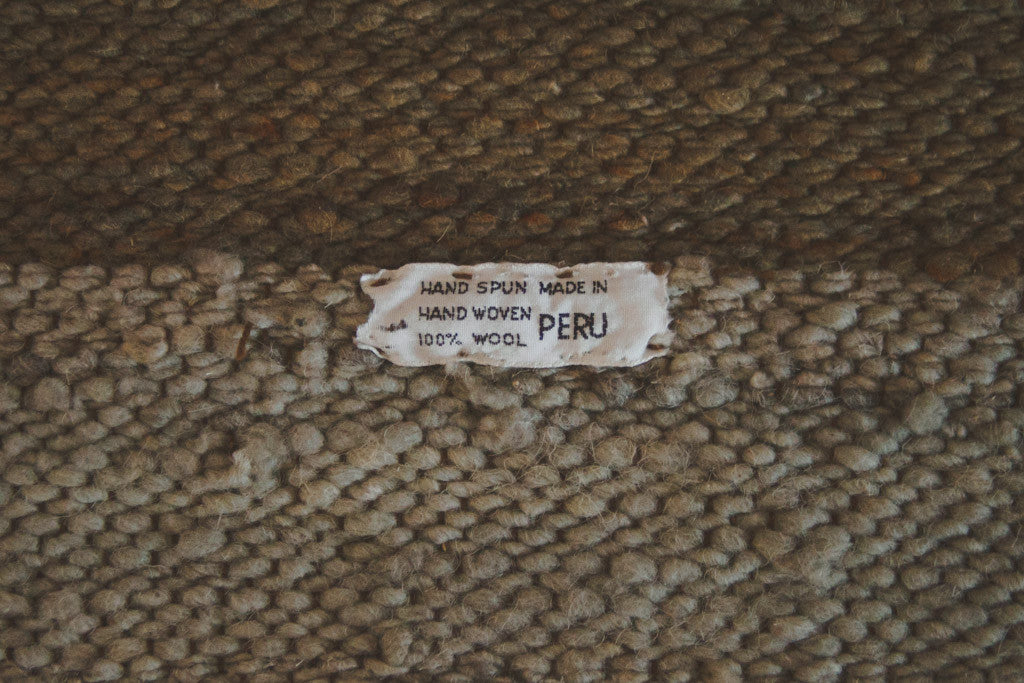 HAND SPUN MADE IN
HAND WOVEN
100% WOOL PERU